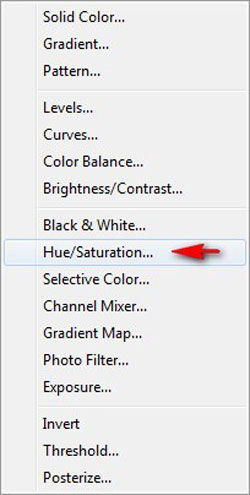 Solid Color...
Gradient...
Pattern...
Levels...
Curves...
Color Balance...
Brightness/Contrast...
Black & White...
Hue/Saturation...
Selective Color...
Channel Mixer...
Gradient Map...
Photo Filter...
Exposure...
Invert
Threshold...
Posterize...